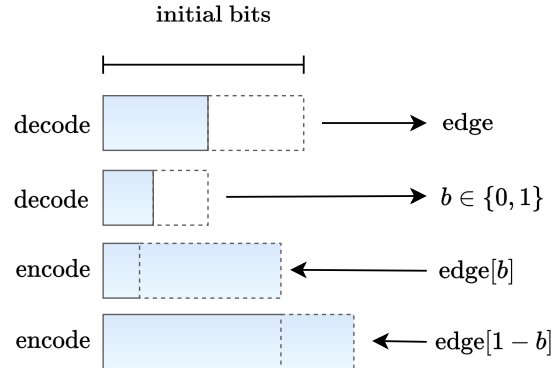 initial bits
decode edge
decode b ∈ {0, 1}
encode edge[b]
encode edge[1 − b]